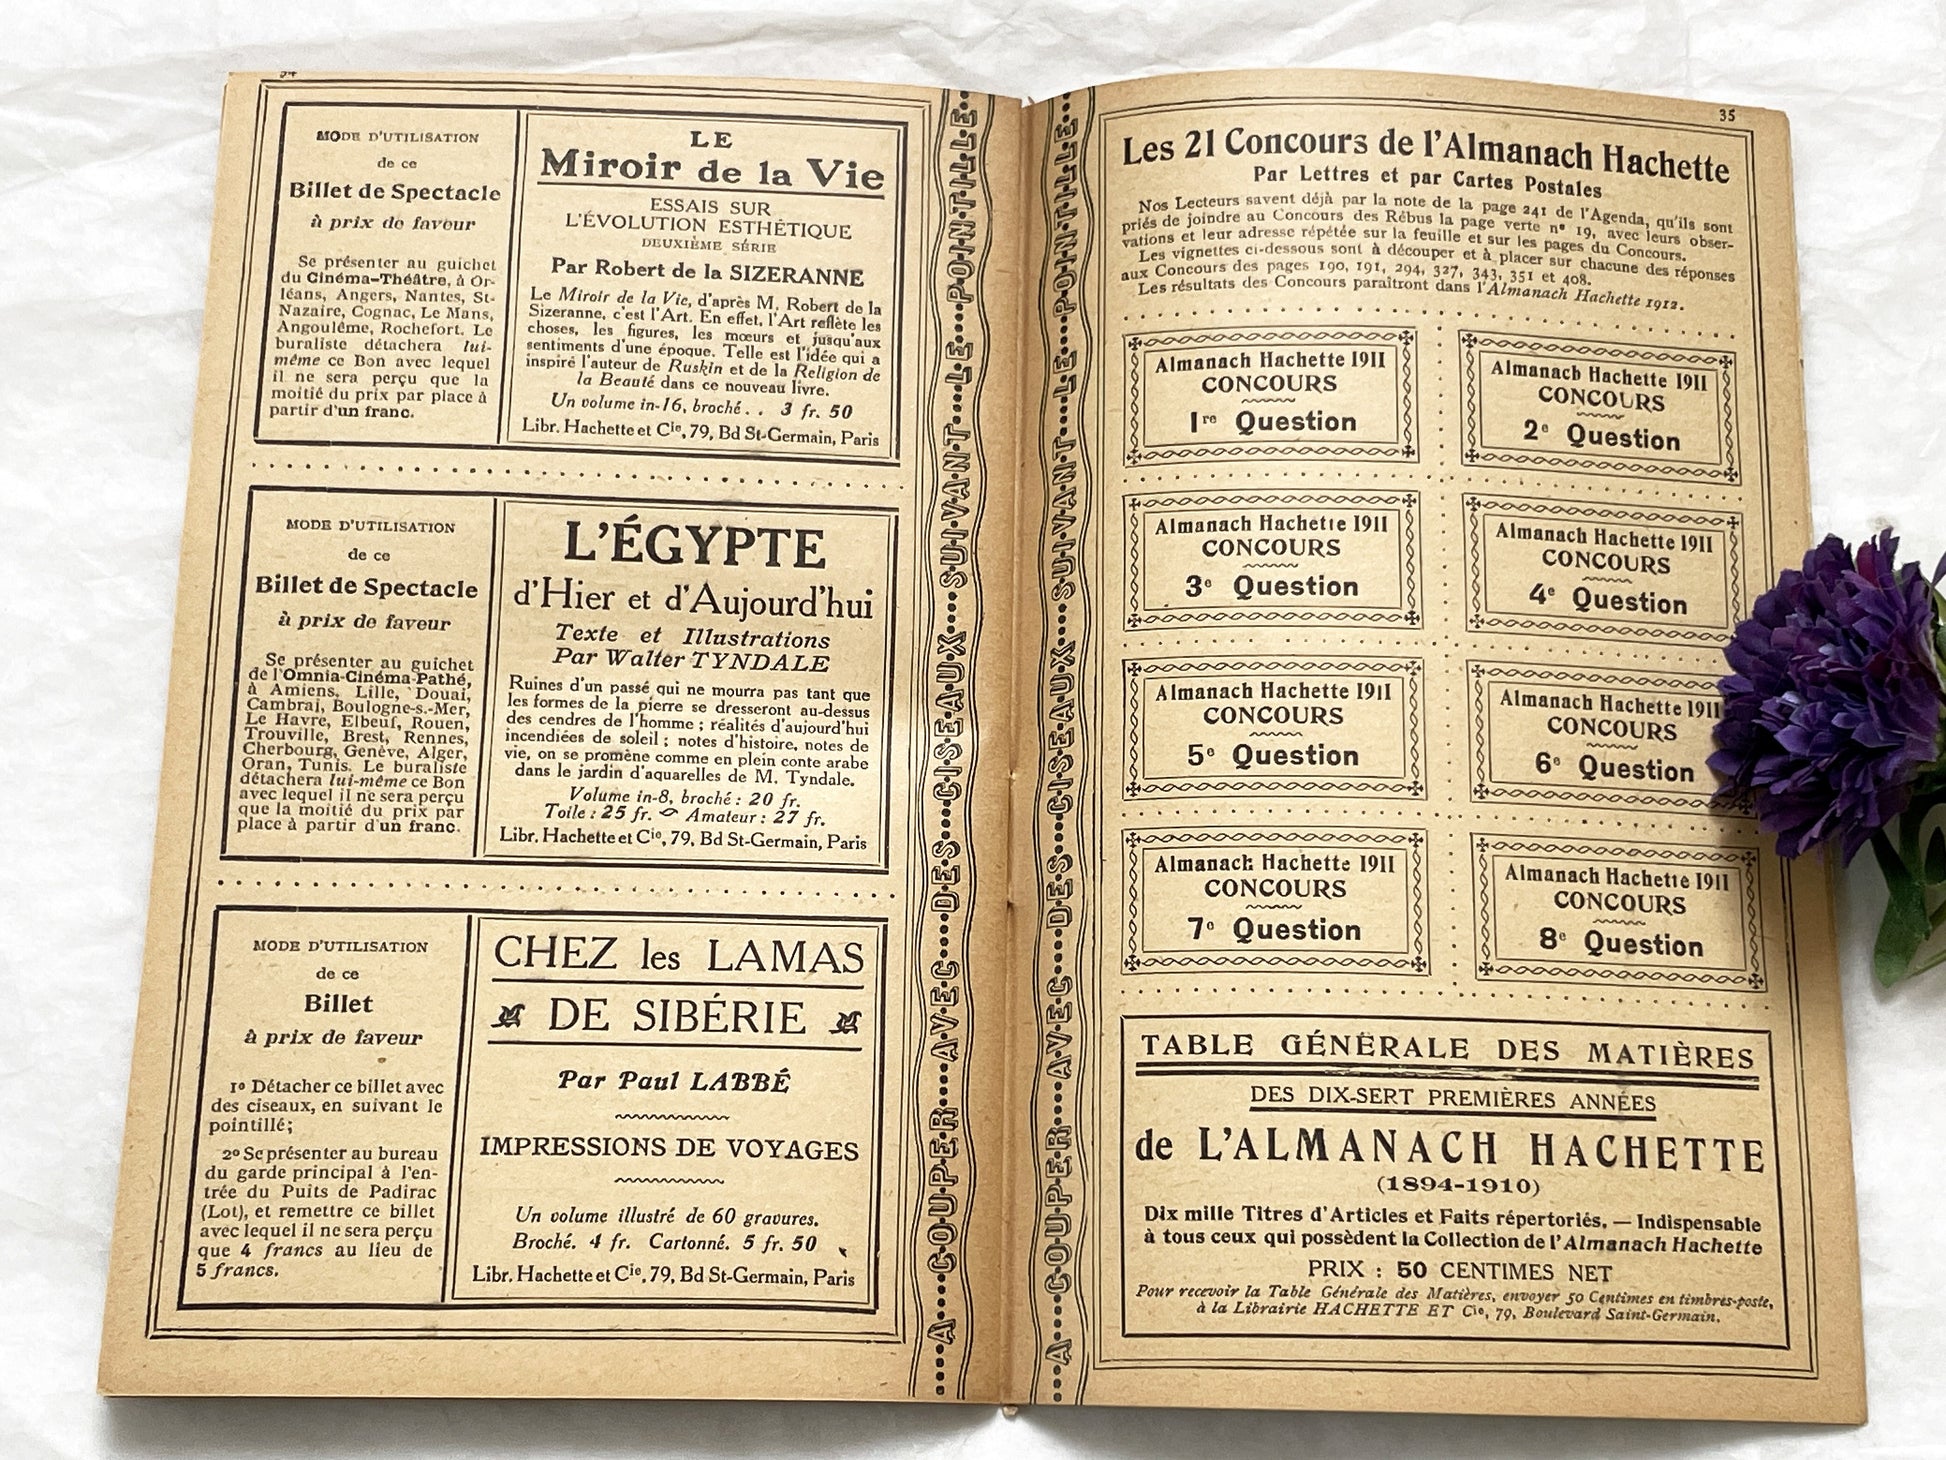 MODE D'UTILISATION
de ce
Billet de Spectacle
à prix de faveur
Se présenter au guichet
du Cinéma-Théâtre, à Or-
léans, Angers, Nantes, St-
Nazaire, Cognac, Le Mans,
Angoulême, Rochefort. Le
buraliste détachera lui-
même ce Bon avec lequel
il ne sera perçu que la
moitié du prix par place à
partir d'un franc.
LE
Miroir de la Vie
ESSAIS SUR
L'ÉVOLUTION ESTHÉTIQUE
DEUXIÈME SÉRIE
Par Robert de la SIZERANNE
Le Miroir de la Vie, d'après M. Robert de la
Sizeranne, c'est l'Art. En effet, l'Art reflète les
choses, les figures, les mœurs et jusqu'aux
sentiments d'une époque. Telle est l'idée qui a
inspiré l'auteur de Ruskin et de la Religion de
la Beauté dans ce nouveau livre.
Un volume in-16, broché . . 3 fr. 50
Libr. Hachette et Cie, 79, Bd St-Germain, Paris
MODE D'UTILISATION
de ce
Billet de Spectacle
à prix de faveur
Se présenter au guichet
de l'Omnia-Cinéma-Pathé,
à Amiens, Lille, Douai,
Cambrai, Boulogne-s.-Mer,
Le Havre, Elbeuf, Rouen,
Trouville, Brest, Rennes,
Cherbourg, Genève, Alger,
Oran, Tunis. Le buraliste
détachera lui-même ce Bon
avec lequel il ne sera perçu
que la moitié du prix par
place à partir d'un franc.
L'ÉGYPTE
d'Hier et d'Aujourd'hui
Texte et Illustrations
Par Walter TYNDALE
Ruines d'un passé qui ne mourra pas tant que
les formes de la pierre se dresseront au-dessus
des cendres de l'homme ; réalités d'aujourd'hui
incendiées de soleil ; notes d'histoire, notes de
vie, on se promène comme en plein conte arabe
dans le jardin d'aquarelles de M. Tyndale.
Volume in-8, broché : 20 fr.
Toile : 25 fr. Amateur : 27 fr.
Libr. Hachette et Cie, 79, Bd St-Germain, Paris
MODE D'UTILISATION
de ce
Billet
à prix de faveur
1º Détacher ce billet avec
des ciseaux, en suivant le
pointillé;
2º Se présenter au bureau
du garde principal à l'en-
trée du Puits de Padirac
(Lot), et remettre ce billet
avec lequel il ne sera perçu
que 4 francs au lieu de
5 francs.
CHEZ les LAMAS
DE SIBÉRIE
Par Paul LABBÉ
IMPRESSIONS DE VOYAGES
Un volume illustré de 60 gravures.
Broché. 4 fr. Cartonné. 5 fr. 50
Libr. Hachette et Cie, 79, Bd St-Germain, Paris
A COUPER AVEC DES CISEAUX SUIVANT LE PONTILLE
A COUPER AVEC DES CISEAUX SUIVANT LE PONTILLE
35
Les 21 Concours de l'Almanach Hachette
Par Lettres et par Cartes Postales
Nos Lecteurs savent déjà par la note de la page 241 de l'Agenda, qu'ils sont
priés de joindre au Concours des Rébus la page verte nº 19, avec leurs obser-
vations et leur adresse répétée sur la feuille et sur les pages du Concours.
Les vignettes ci-dessous sont à découper et à placer sur chacune des réponses
aux Concours des pages 190, 191, 294, 327, 343, 351 et 408.
Les résultats des Concours paraîtront dans l'Almanach Hachette 1912.
Almanach Hachette 1911
CONCOURS
1re Question
Almanach Hachette 1911
CONCOURS
2e Question
Almanach Hachette 1911
CONCOURS
3e Question
Almanach Hachette 1911
CONCOURS
4e Question
Almanach Hachette 1911
CONCOURS
5e Question
Almanach Hachette 1911
CONCOURS
6e Question
Almanach Hachette 1911
CONCOURS
7e Question
Almanach Hachette 1911
CONCOURS
8e Question
TABLE GÉNÉRALE DES MATIÈRES
DES DIX-SERT PREMIÈRES ANNÉES
de L'ALMANACH HACHETTE
(1894-1910)
Dix mille Titres d'Articles et Faits répertoriés. — Indispensable
à tous ceux qui possèdent la Collection de l'Almanach Hachette
PRIX : 50 CENTIMES NET
Pour recevoir la Table Générale des Matières, envoyer 50 Centimes en timbres-poste,
à la Librairie HACHETTE ET Cie, 79, Boulevard Saint-Germain.